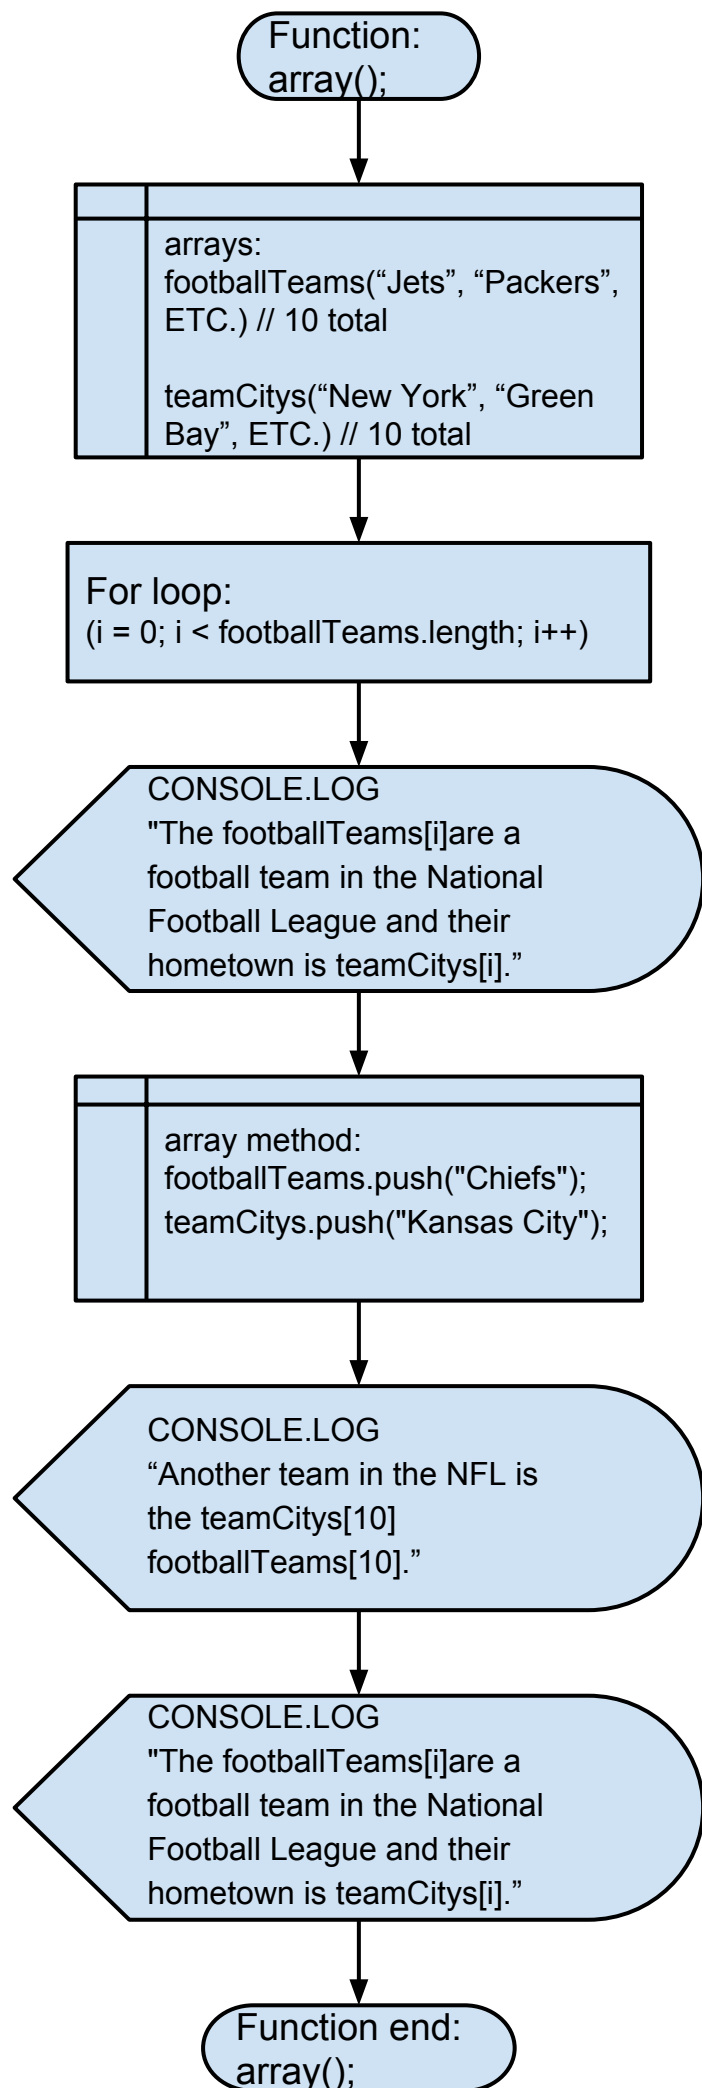 Function:
array();
arrays:
footballTeams(“Jets”, “Packers”,
ETC.) // 10 total
teamCitys(“New York”, “Green
Bay”, ETC.) // 10 total
For loop:
(i = 0; i < footballTeams.length; i++)
CONSOLE.LOG
"The footballTeams[i]are a
football team in the National
Football League and their
hometown is teamCitys[i].”
array method:
footballTeams.push("Chiefs");
teamCitys.push("Kansas City");
CONSOLE.LOG
“Another team in the NFL is
the teamCitys[10]
footballTeams[10].”
CONSOLE.LOG
"The footballTeams[i]are a
football team in the National
Football League and their
hometown is teamCitys[i].”
Function end:
array();